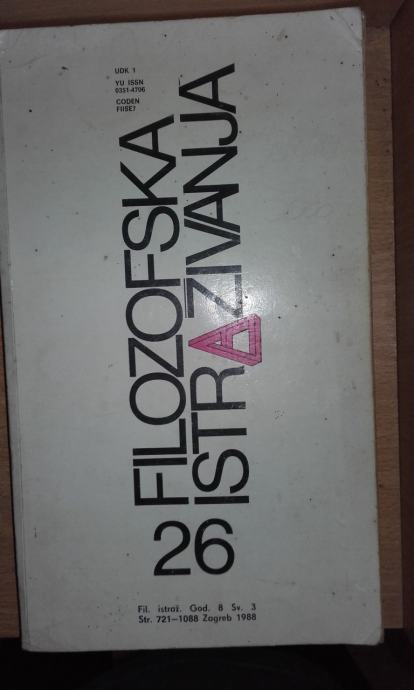 UDK 1
YU ISSN
0351-4706
CODEN
FIISE7
FILOZOFSKA
ISTRAZIVANJA
26
Fil. istraž. God. 8 Sv. 3
Str. 721—1088 Zagreb 1988